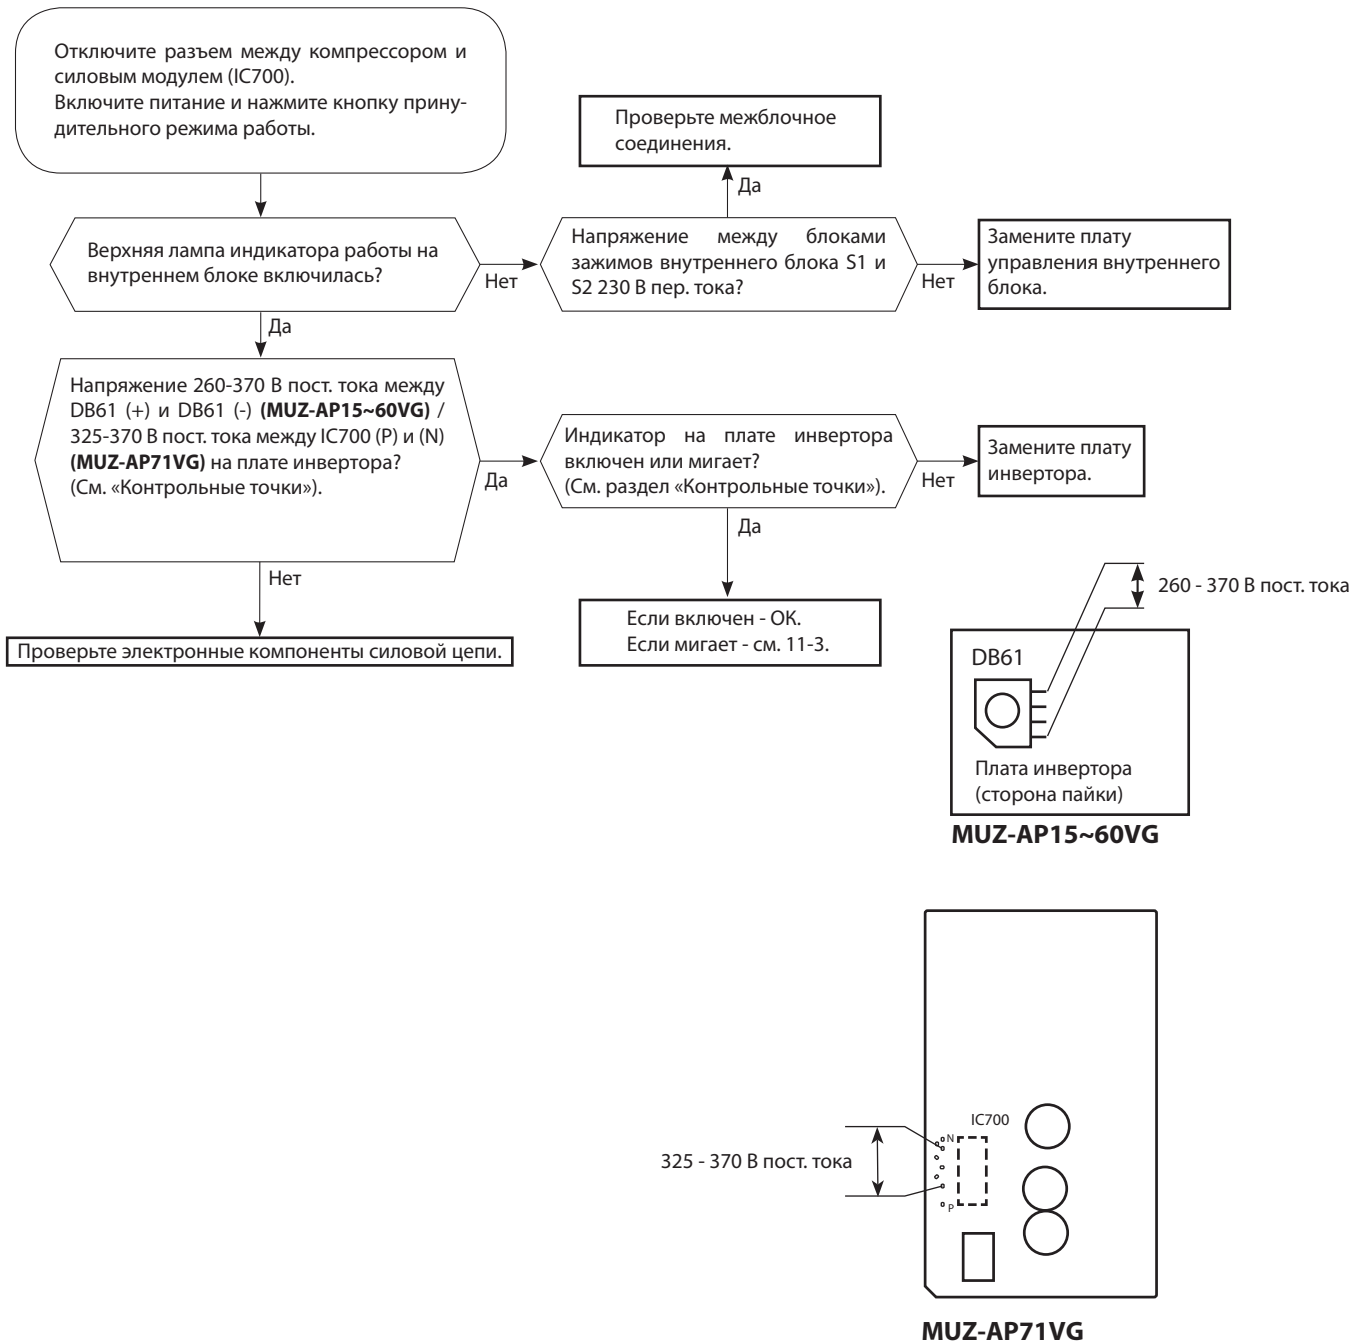 Отключите разъем между компрессором и
силовым модулем (IC700).
Включите питание и нажмите кнопку прину-
дительного режима работы.
Проверьте межблочное
соединения.
Да
Верхняя лампа индикатора работы на
внутреннем блоке включилась?
Нет
Напряжение между блоками
зажимов внутреннего блока S1 и
S2 230 В пер. тока?
Нет
Замените плату
управления внутреннего
блока.
Да
Напряжение 260-370 В пост. тока между
DB61 (+) и DB61 (-) (MUZ-AP15~60VG) /
325-370 В пост. тока между IC700 (P) и (N)
(MUZ-AP71VG) на плате инвертора?
(См. «Контрольные точки»).
Да
Индикатор на плате инвертора
включен или мигает?
(См. раздел «Контрольные точки»).
Нет
Замените плату
инвертора.
Да
Нет
Если включен - ОК.
Если мигает - см. 11-3.
Проверьте электронные компоненты силовой цепи.
260 - 370 В пост. тока
DB61
Плата инвертора
(сторона пайки)
MUZ-AP15~60VG
IC700
N
325 - 370 В пост. тока
P
MUZ-AP71VG